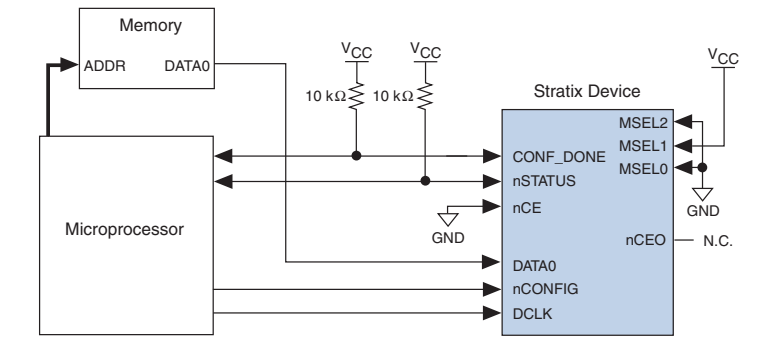 Memory
ADDR
DATA0
VCC
VCC
10 kΩ
10 kΩ
VCC
Stratix Device
MSEL2
MSEL1
MSEL0
GND
CONF_DONE
nSTATUS
nCE
GND
Microprocessor
nCEO
N.C.
DATA0
nCONFIG
DCLK